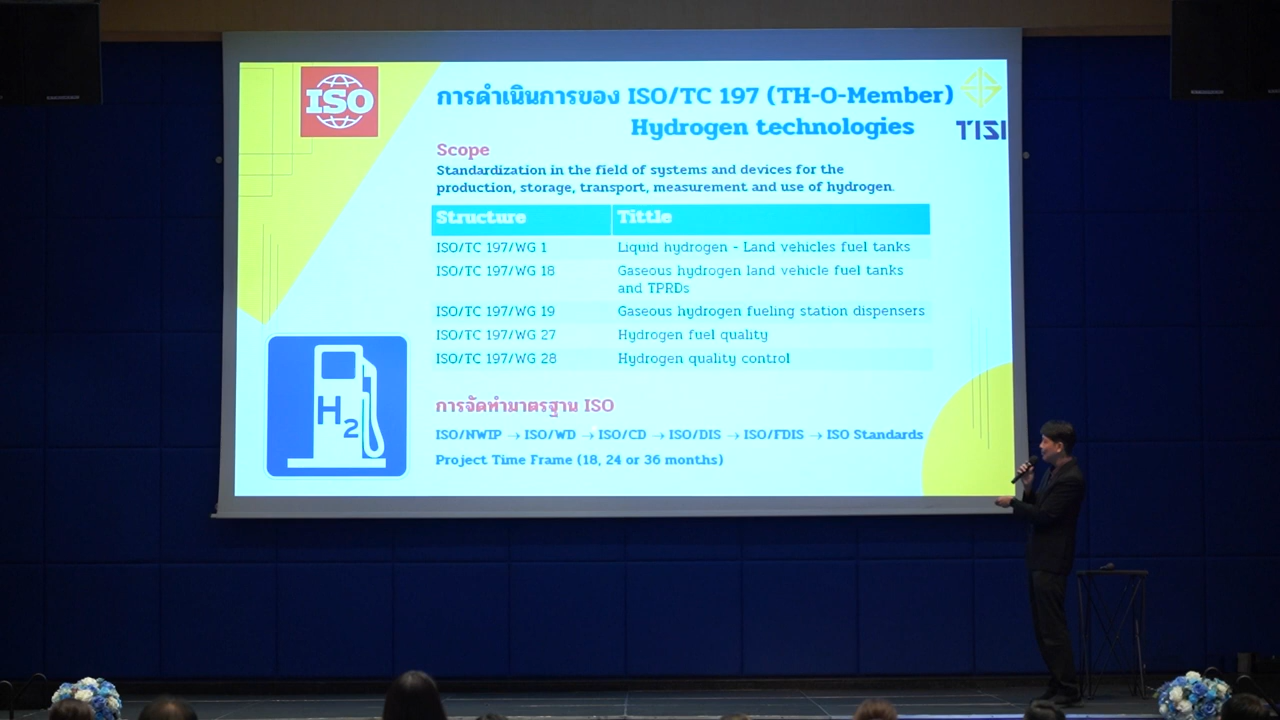 ISO
การดำเนินการของ ISO/TC 197 (TH-O-Member)
Hydrogen technologies
TISI
Scope
Standardization in the field of systems and devices for the
production, storage, transport, measurement and use of hydrogen.
Structure Tittle
ISO/TC 197/WG 1 Liquid hydrogen - Land vehicles fuel tanks
ISO/TC 197/WG 18 Gaseous hydrogen land vehicle fuel tanks
and TPRDs
ISO/TC 197/WG 19 Gaseous hydrogen fueling station dispensers
ISO/TC 197/WG 27 Hydrogen fuel quality
ISO/TC 197/WG 28 Hydrogen quality control
H2
การจัดทำมาตรฐาน ISO
ISO/NWIP → ISO/WD → ISO/CD → ISO/DIS → ISO/FDIS → ISO Standards
Project Time Frame (18, 24 or 36 months)